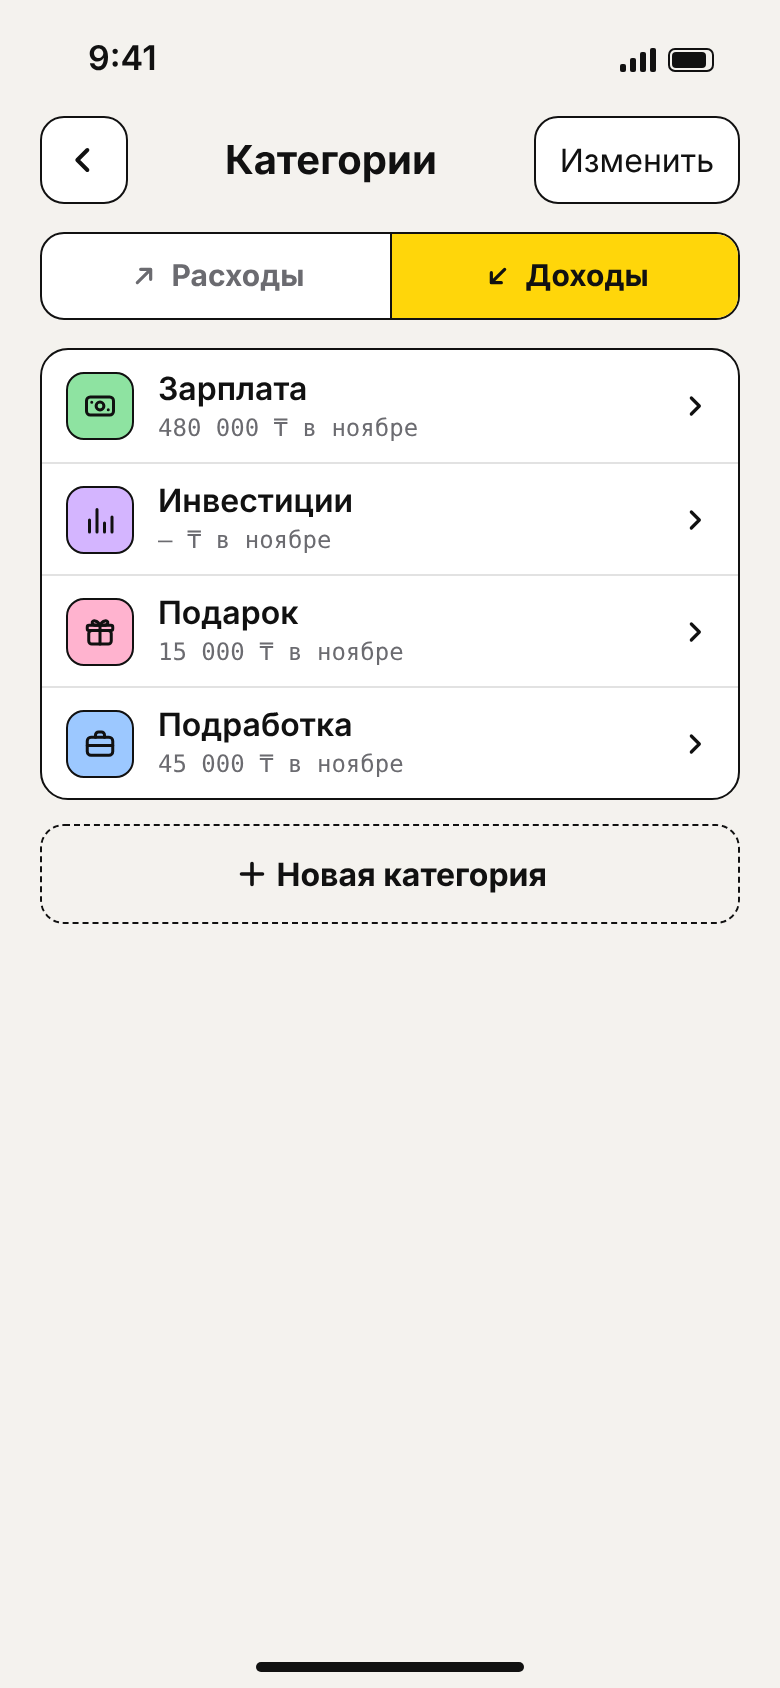 9:41
Категории
Изменить
Расходы
Доходы
Зарплата
480 000 ₸ в ноябре
Инвестиции
— ₸ в ноябре
Подарок
15 000 ₸ в ноябре
Подработка
45 000 ₸ в ноябре
+ Новая категория